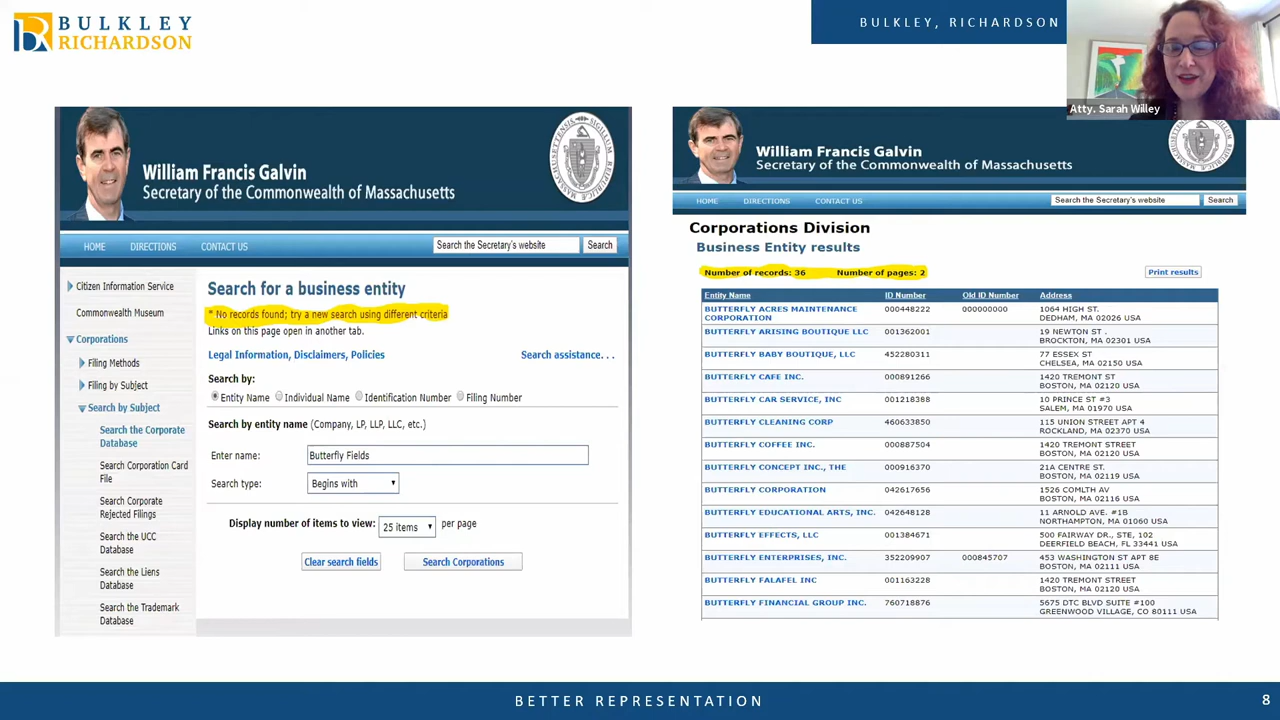 BULKLEY
RICHARDSON
BULKLEY, RICHARDSON
Atty. Sarah Willey
William Francis Galvin
Secretary of the Commonwealth of Massachusetts
HOME DIRECTIONS CONTACT US Search the Secretary's website Search
Citizen Information Service
Commonwealth Museum
Corporations
Filing Methods
Filing by Subject
Search by Subject
Search the Corporate
Database
Search Corporation Card
File
Search Corporate
Rejected Filings
Search the UCC
Database
Search the Liens
Database
Search the Trademark
Database
Search for a business entity
* No records found; try a new search using different criteria
Links on this page open in another tab.
Legal Information, Disclaimers, Policies Search assistance. . .
Search by:
Entity Name Individual Name Identification Number Filing Number
Search by entity name (Company, LP, LLP, LLC, etc.)
Enter name: Butterfly Fields
Search type: Begins with
Display number of items to view: 25 items per page
Clear search fields Search Corporations
William Francis Galvin
Secretary of the Commonwealth of Massachusetts
HOME DIRECTIONS CONTACT US Search the Secretary's website Search
Corporations Division
Business Entity results
Number of records: 36 Number of pages: 2
Print results
Entity Name ID Number Old ID Number Address
BUTTERFLY ACRES MAINTENANCE 000448222 000000000 1064 HIGH ST.
CORPORATION DEDHAM, MA 02026 USA
BUTTERFLY ARISING BOUTIQUE LLC 001362001 19 NEWTON ST .
BROCKTON, MA 02301 USA
BUTTERFLY BABY BOUTIQUE, LLC 452280311 77 ESSEX ST
CHELSEA, MA 02150 USA
BUTTERFLY CAFE INC. 000891266 1420 TREMONT ST
BOSTON, MA 02120 USA
BUTTERFLY CAR SERVICE, INC 001218388 10 PRINCE ST #3
SALEM, MA 01970 USA
BUTTERFLY CLEANING CORP 460633850 115 UNION STREET APT 4
ROCKLAND, MA 02370 USA
BUTTERFLY COFFEE INC. 000887504 1420 TREMONT STREET
BOSTON, MA 02120 USA
BUTTERFLY CONCEPT INC., THE 000916370 21A CENTRE ST.
BOSTON, MA 02119 USA
BUTTERFLY CORPORATION 042617656 1526 COMLTH AV
BOSTON, MA 02116 USA
BUTTERFLY EDUCATIONAL ARTS, INC. 042648128 11 ARNOLD AVE. #1B
NORTHAMPTON, MA 01060 USA
BUTTERFLY EFFECTS, LLC 001384671 500 FAIRWAY DR., STE, 102
DEERFIELD BEACH, FL 33441 USA
BUTTERFLY ENTERPRISES, INC. 352209907 000845707 453 WASHINGTON ST APT 8E
BOSTON, MA 02111 USA
BUTTERFLY FALAFEL INC 001163228 1420 TREMONT STREET
BOSTON, MA 02120 USA
BUTTERFLY FINANCIAL GROUP INC. 760718876 5675 DTC BLVD SUITE #100
GREENWOOD VILLAGE, CO 80111 USA
BETTER REPRESENTATION
8